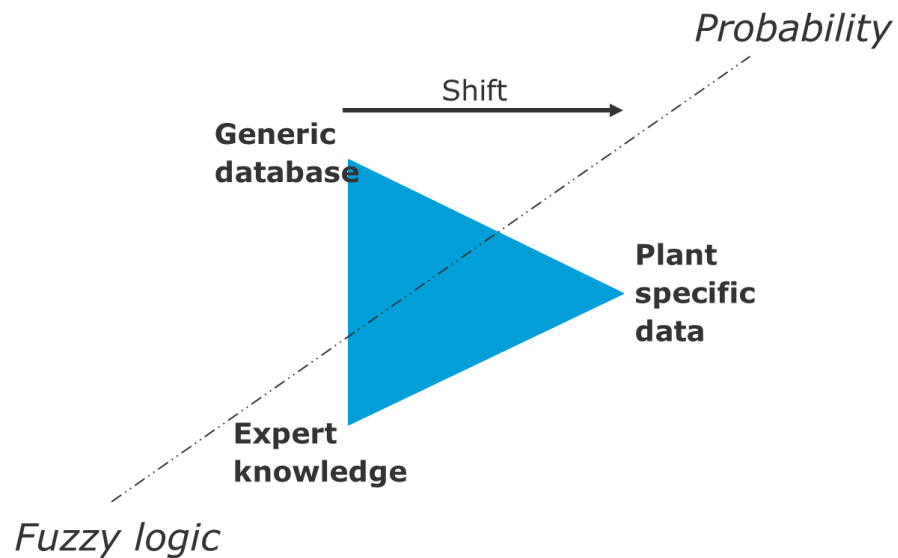 Probability
Shift
Generic
database
Plant
specific
data
Expert
knowledge
Fuzzy logic